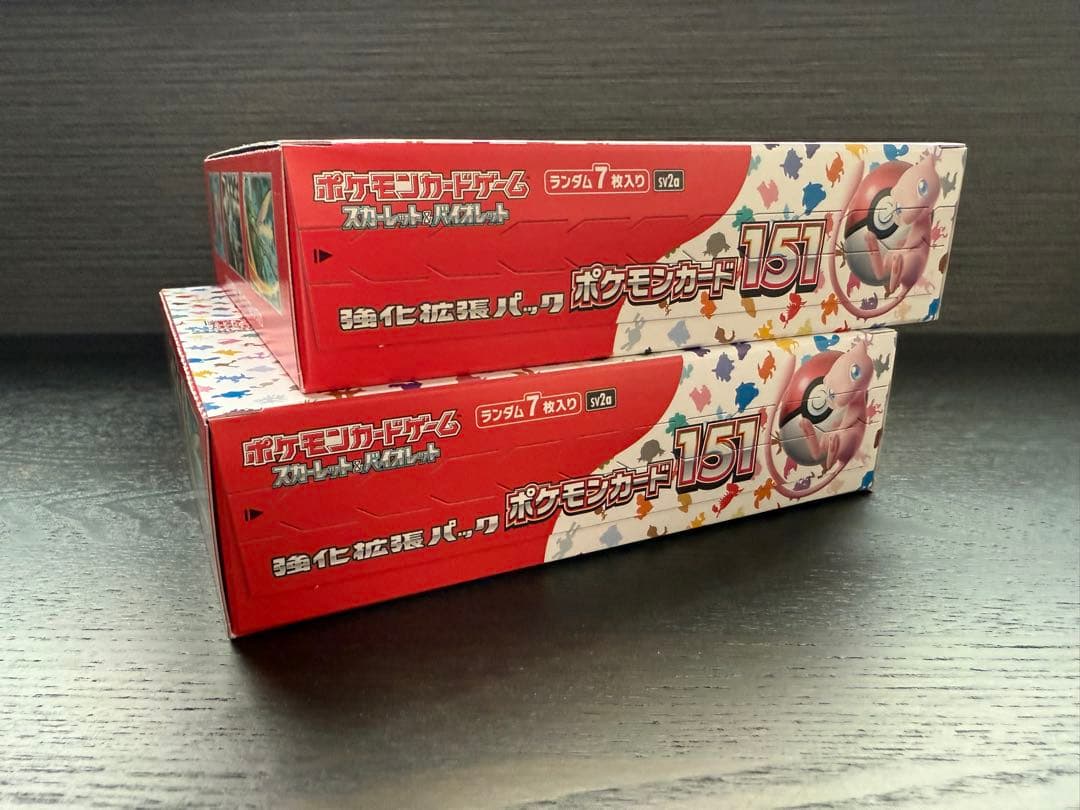 ポケモンカードゲーム
スカーレット&バイオレット
ランダム7枚入り sv2a
強化拡張パック ポケモンカード151
ポケモンカードゲーム
スカーレット&バイオレット
ランダム7枚入り sv2a
強化拡張パック ポケモンカード151